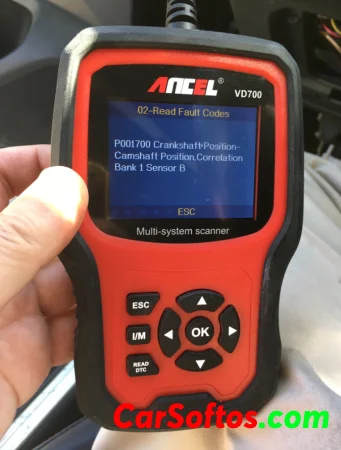 ANCEL
VD700
02-Read Fault Codes
P001700 Crankshaft Position-
Camshaft Position Correlation
Bank 1 Sensor B
ESC
Multi-system scanner
ESC
I/M
OK
READ
DTC
CarSoftos.com